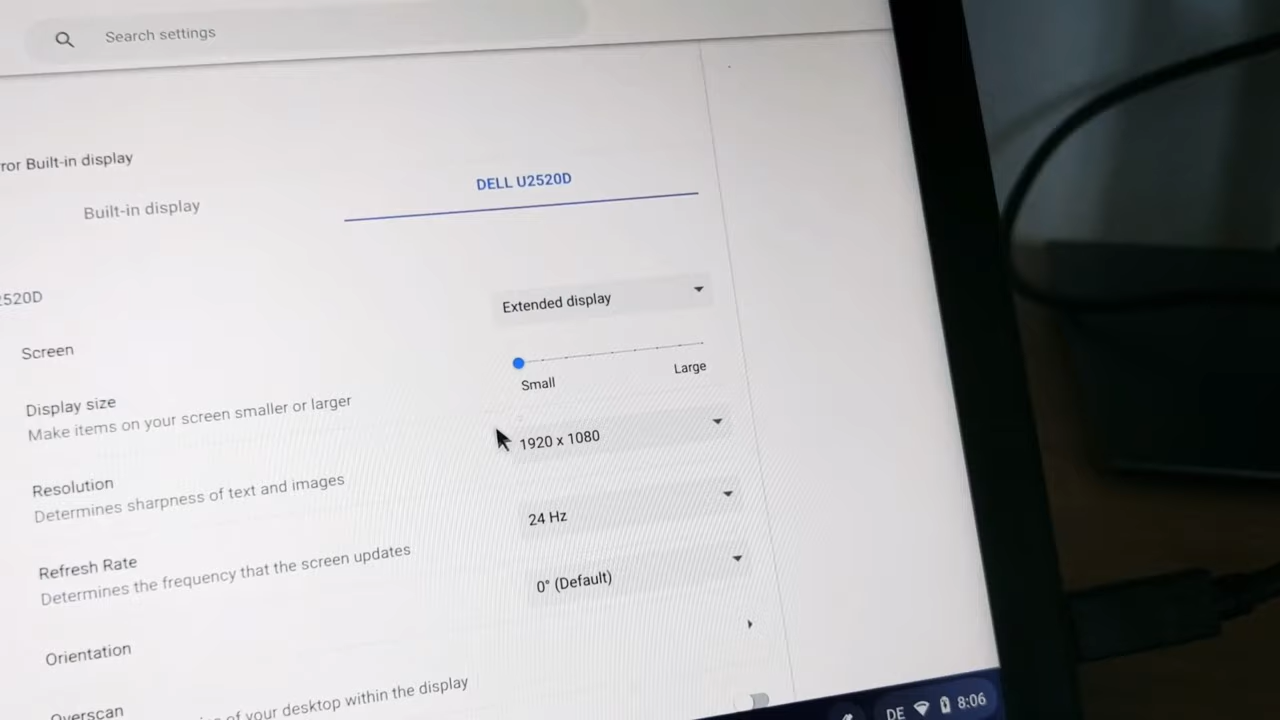 Search settings
ror Built-in display
Built-in display
DELL U2520D
2520D
Screen
Extended display
Display size
Make items on your screen smaller or larger
Small
Large
Resolution
Determines sharpness of text and images
1920 x 1080
Refresh Rate
Determines the frequency that the screen updates
24 Hz
Orientation
0° (Default)
Overscan
of your desktop within the display
DE
8:06